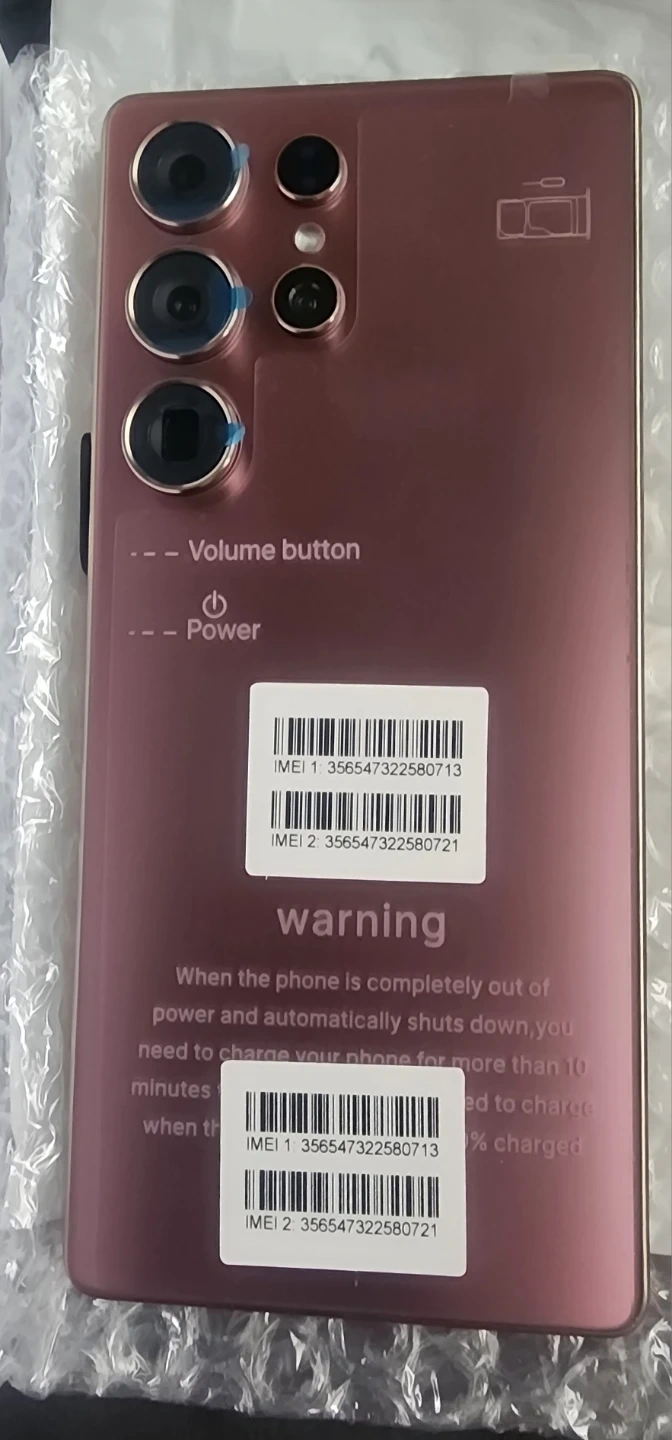 --- Volume button
--- Power
IMEI 1: 356547322580713
IMEI 2: 356547322580721
warning
When the phone is completely out of
power and automatically shuts down,you
need to charge your phone for more than 10
minutes ed to charge
when th % charged
IMEI 1: 356547322580713
IMEI 2: 356547322580721